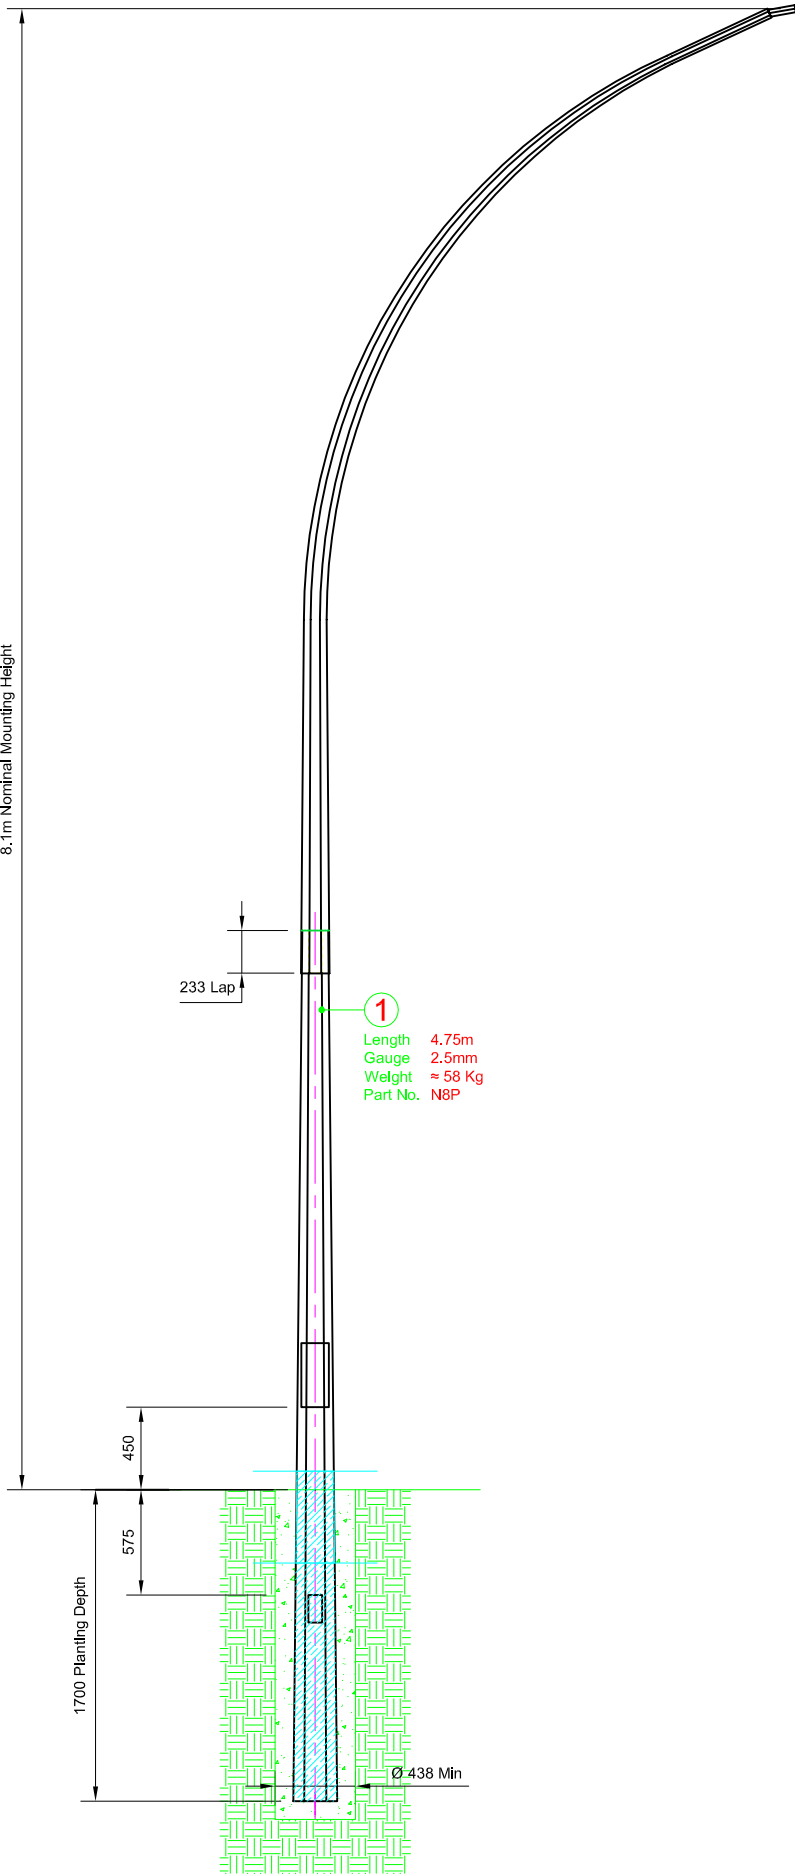 8.1m Nominal Mounting Height
233 Lap
1
Length 4.75m
Gauge 2.5mm
Weight ≈ 58 Kg
Part No. N8P
450
575
1700 Planting Depth
Ø 438 Min